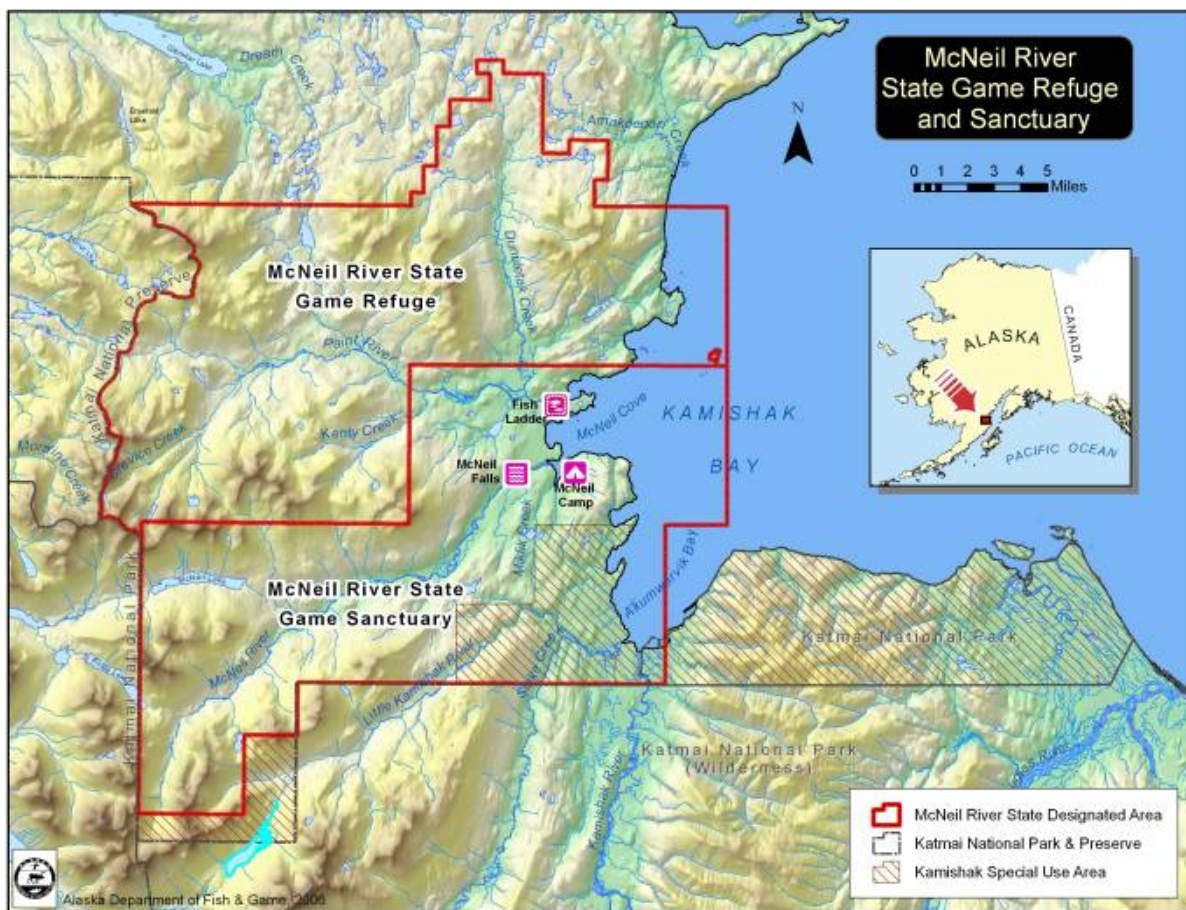 McNeil River
State Game Refuge
and Sanctuary
N
0 1 2 3 4 5
Miles
Dream
Creek
Amakdedori
Creek
McNeil River State
Game Refuge
Katmai National Preserve
Dumbletak Creek
Paint River
Fish
Ladder
McNeil Cove
KAMISHAK
BAY
Kenty Creek
Crevice Creek
Moraine Creek
McNeil
Falls
McNeil
Camp
Mikfik Creek
Akumwarvik Bay
McNeil River State
Game Sanctuary
McNeil River
Little Kamishak River
Katmai National Park
Katmai National Park
Katmai National Park
(Wilderness)
Kamishak River
River
ALASKA
CANADA
PACIFIC OCEAN
McNeil River State Designated Area
Katmai National Park & Preserve
Kamishak Special Use Area
Alaska Department of Fish & Game, 2006